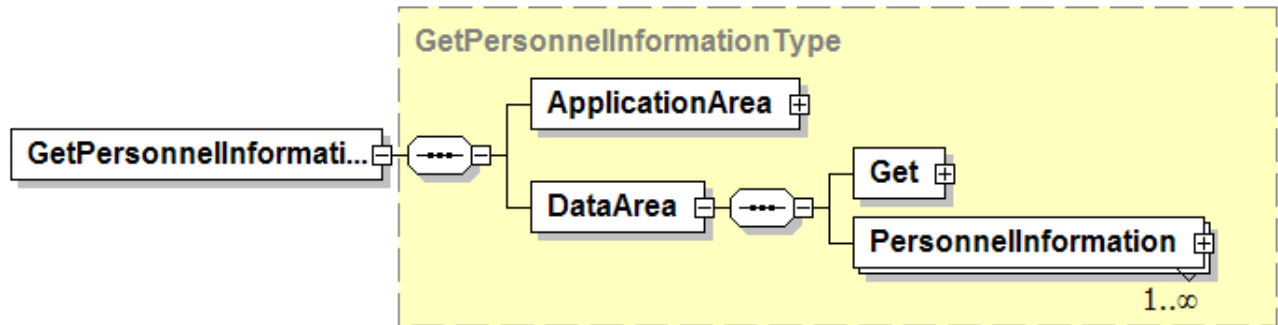 GetPersonnelInformationType
ApplicationArea
GetPersonnelInformati...
Get
DataArea
PersonnelInformation
1..∞